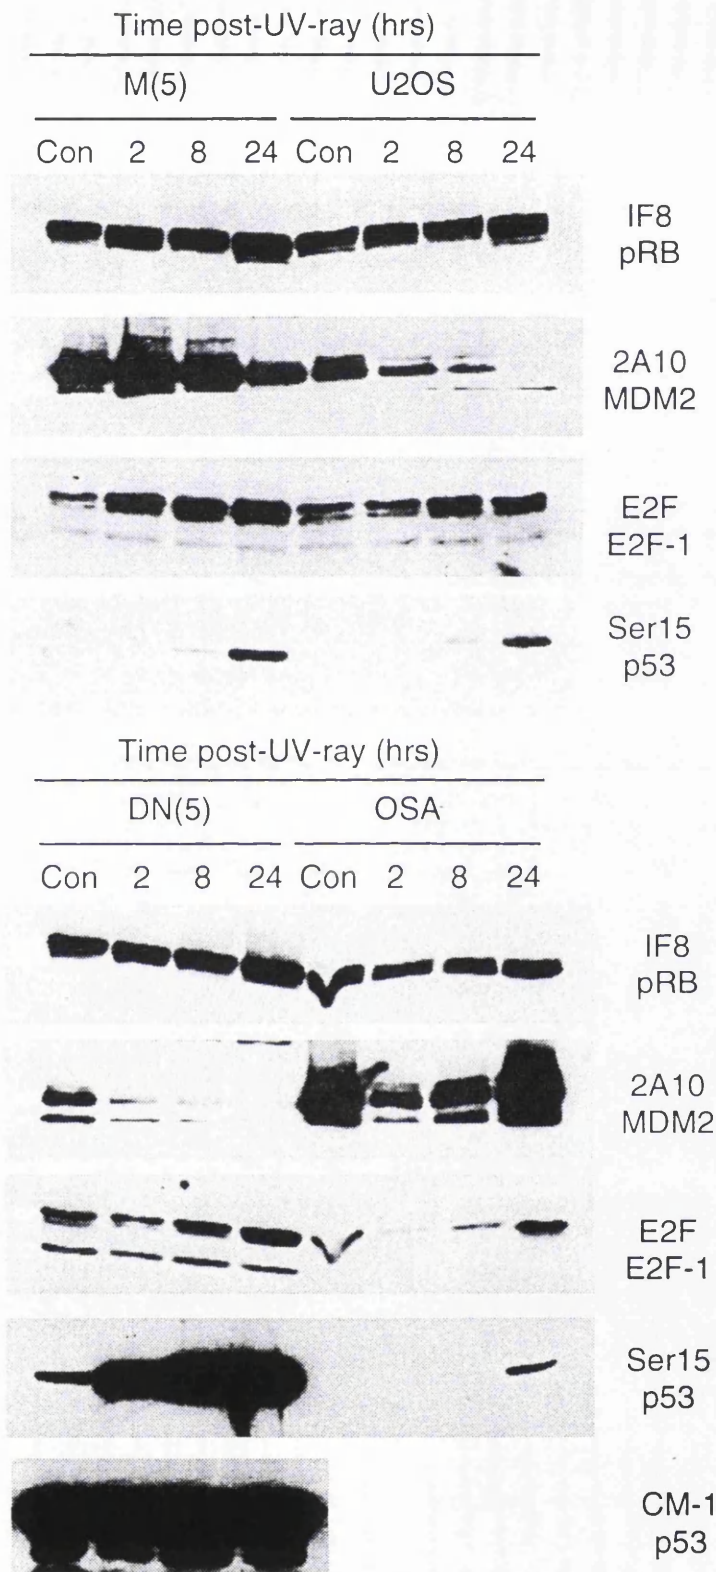 Time post-UV-ray (hrs)
M(5) U2OS
Con 2 8 24 Con 2 8 24
IF8
pRB
2A10
MDM2
E2F
E2F-1
Ser15
p53
Time post-UV-ray (hrs)
DN(5) OSA
Con 2 8 24 Con 2 8 24
IF8
pRB
2A10
MDM2
E2F
E2F-1
Ser15
p53
CM-1
p53